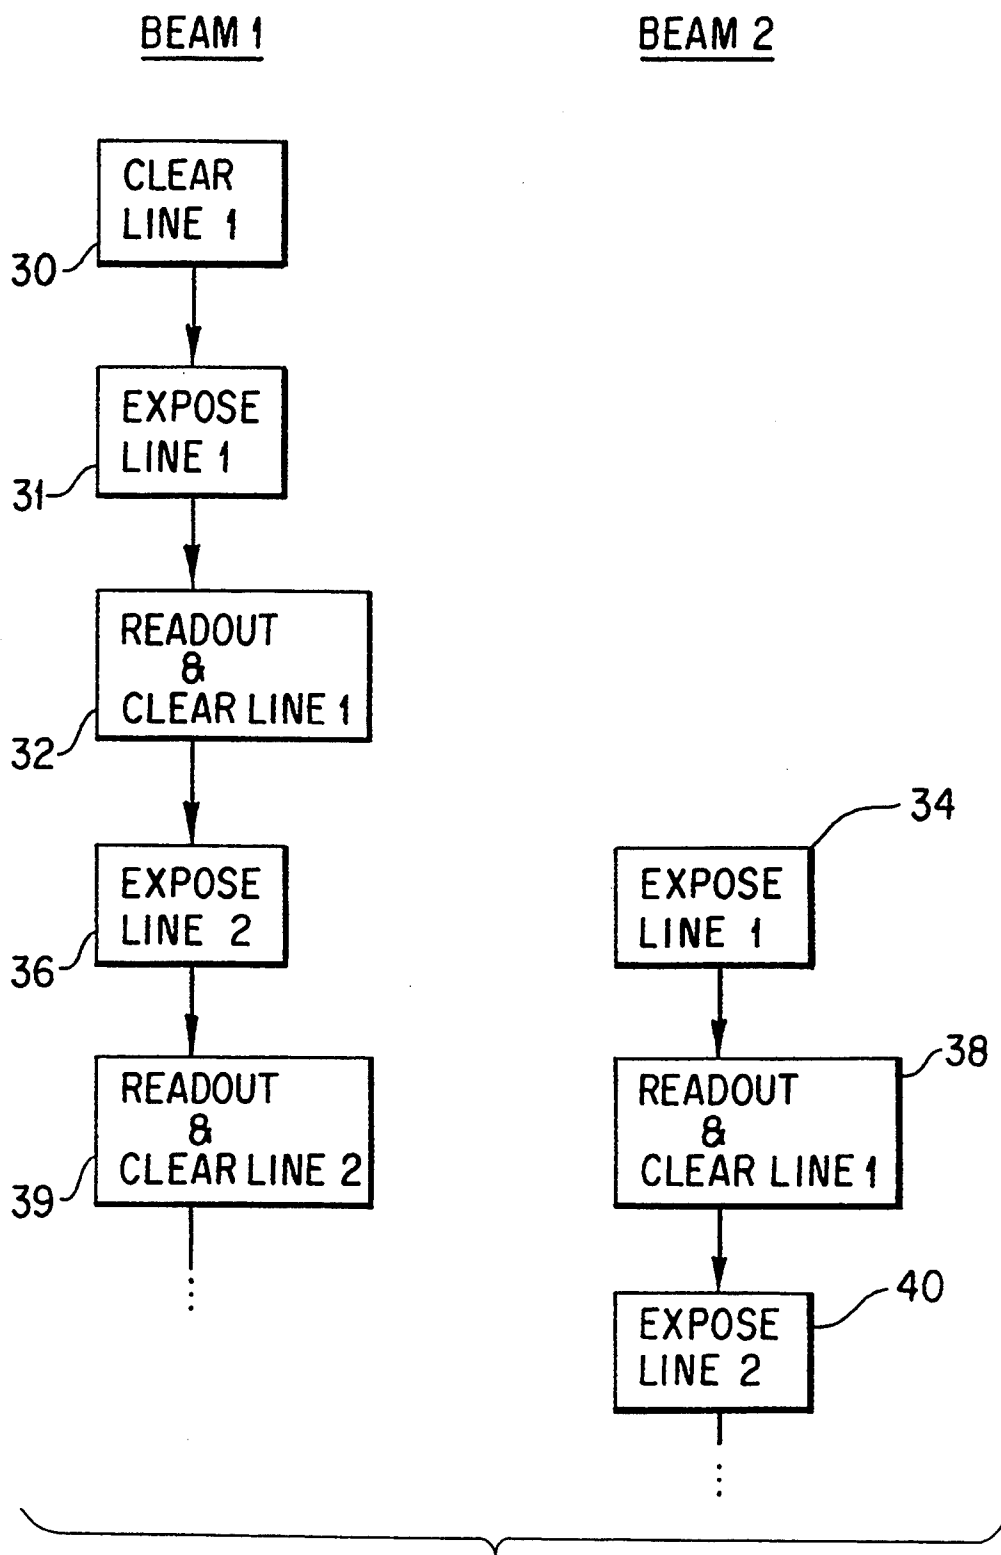 BEAM 1
BEAM 2
CLEAR
LINE 1
30
EXPOSE
LINE 1
31
READOUT
&
CLEAR LINE 1
32
EXPOSE
LINE 2
36
34
EXPOSE
LINE 1
READOUT
&
CLEAR LINE 2
39
38
READOUT
&
CLEAR LINE 1
40
EXPOSE
LINE 2